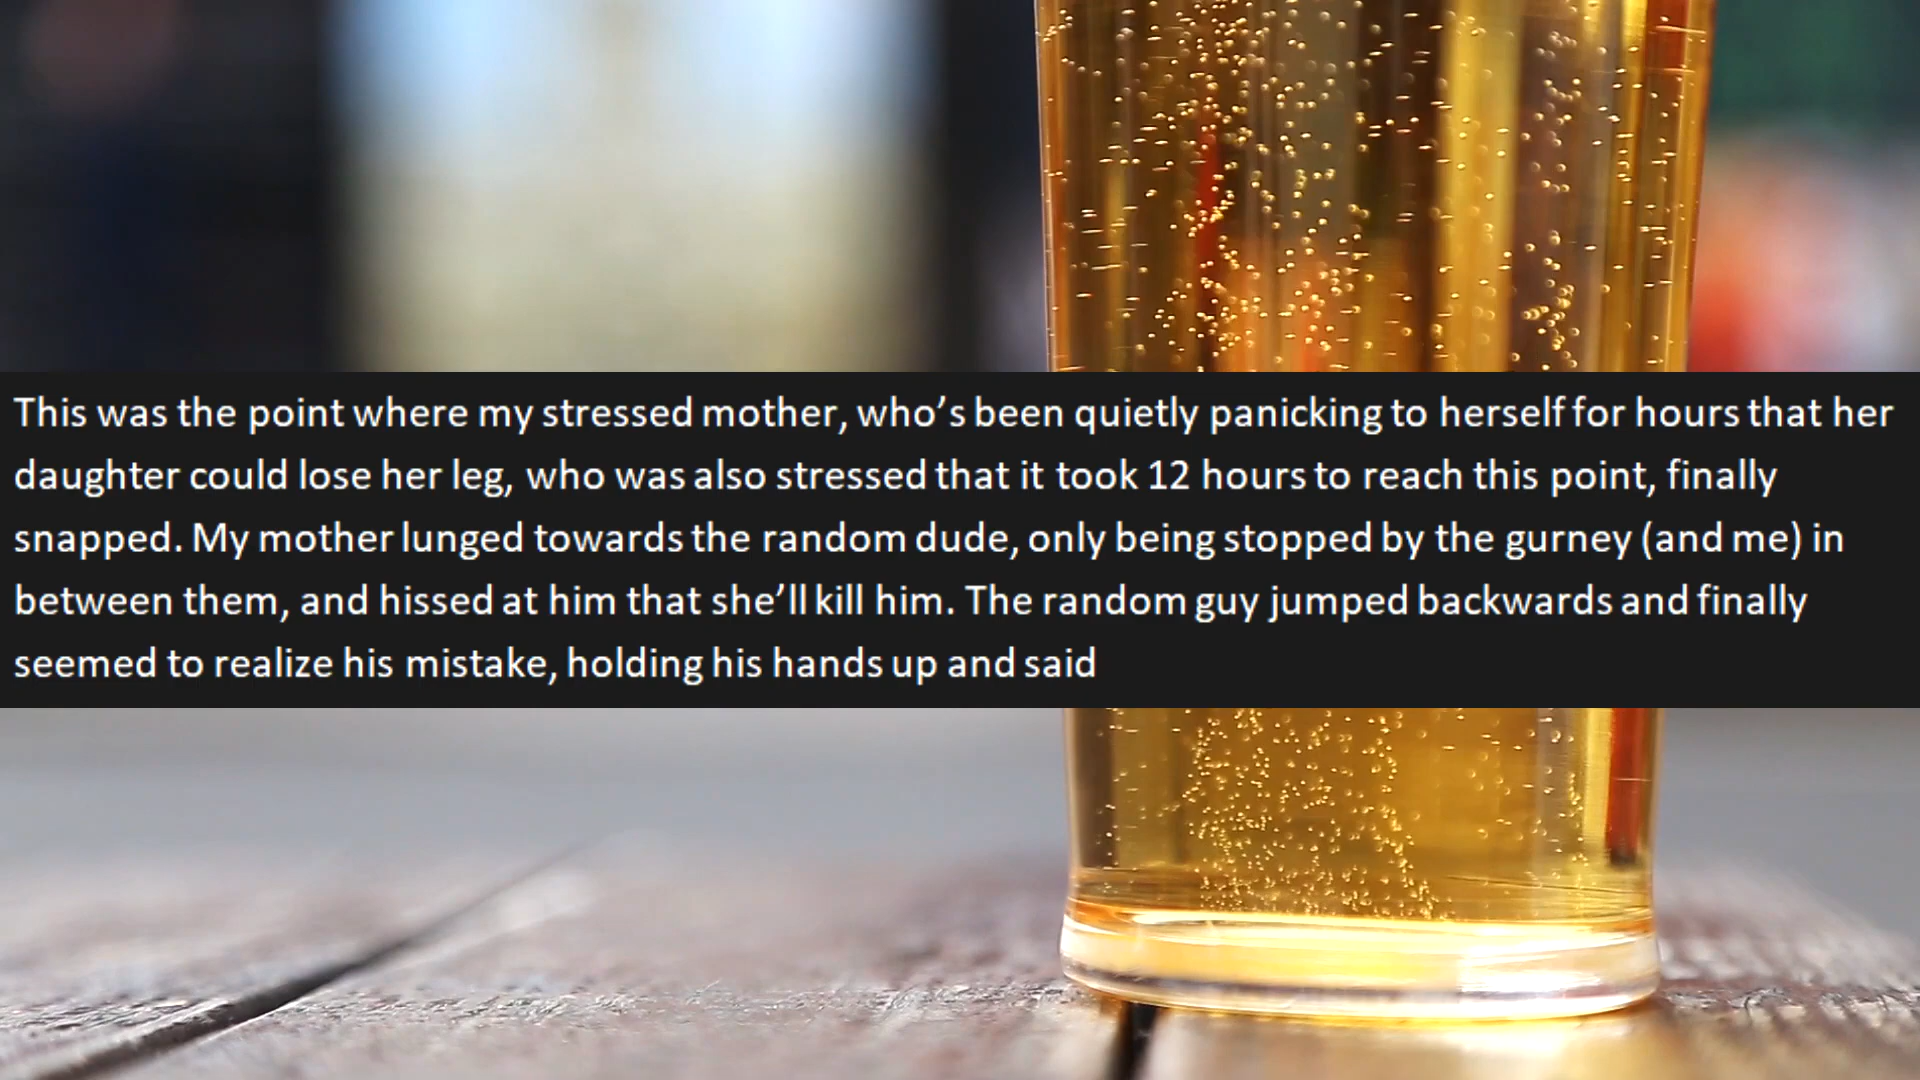 This was the point where my stressed mother, who’s been quietly panicking to herself for hours that her
daughter could lose her leg, who was also stressed that it took 12 hours to reach this point, finally
snapped. My mother lunged towards the random dude, only being stopped by the gurney (and me) in
between them, and hissed at him that she’ll kill him. The random guy jumped backwards and finally
seemed to realize his mistake, holding his hands up and said